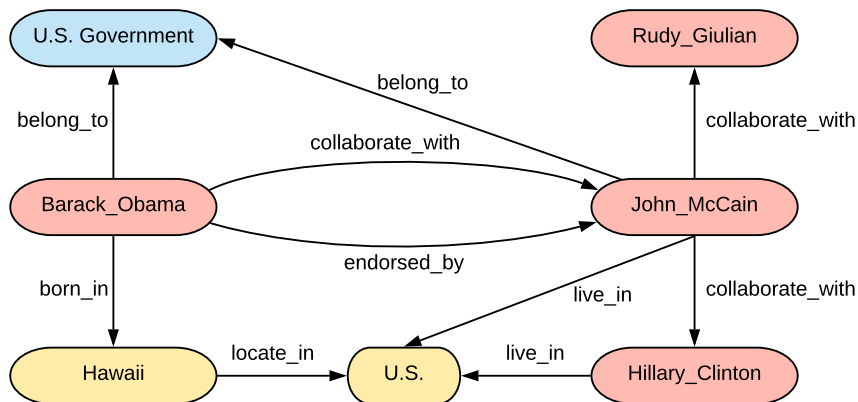 U.S. Government
Rudy_Giulian
belong_to
belong_to
collaborate_with
collaborate_with
Barack_Obama
John_McCain
endorsed_by
born_in
live_in
collaborate_with
locate_in
live_in
Hawaii
U.S.
Hillary_Clinton